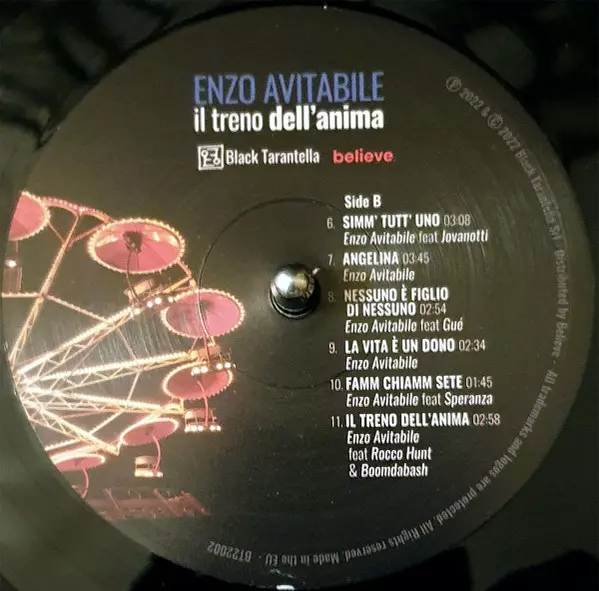 ENZO AVITABILE
il treno dell'anima
Black Tarantella believe.
Side B
6. SIMM' TUTT' UNO 03:08
Enzo Avitabile feat Jovanotti
7. ANGELINA 03:45
Enzo Avitabile
8. NESSUNO È FIGLIO
DI NESSUNO 02:54
Enzo Avitabile feat Gué
9. LA VITA È UN DONO 02:34
Enzo Avitabile
10. FAMM CHIAMM SETE 01:45
Enzo Avitabile feat Speranza
11. IL TRENO DELL'ANIMA 02:58
Enzo Avitabile
feat Rocco Hunt
& Boomdabash
℗ 2022 & © 2022 Black Tarantella Srl - Distributed by Believe - All trademarks and logos are protected. All Rights reserved. Made in the EU - BT22002